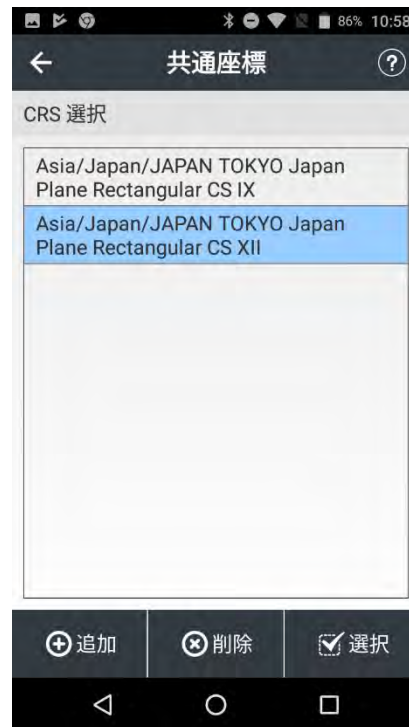 86% 10:58
共通座標
?
CRS 選択
Asia/Japan/JAPAN TOKYO Japan
Plane Rectangular CS IX
Asia/Japan/JAPAN TOKYO Japan
Plane Rectangular CS XII
追加
削除
選択